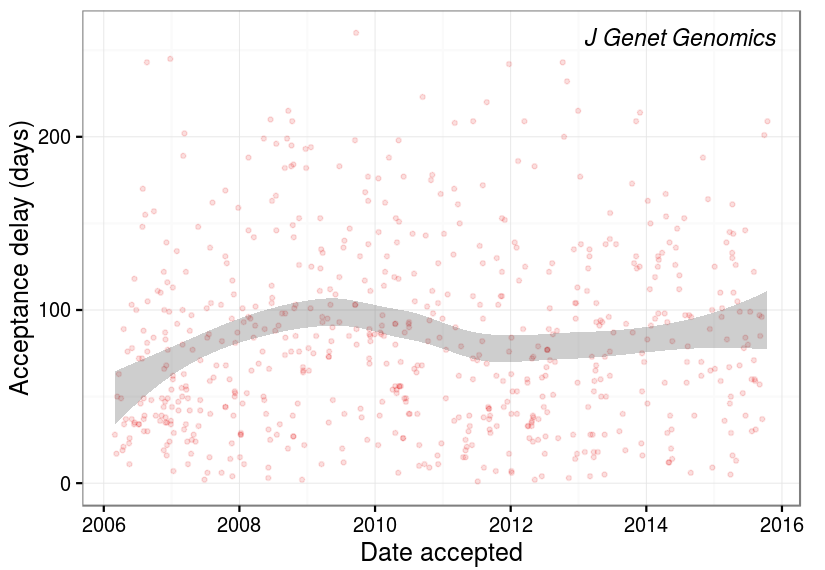 J Genet Genomics
Acceptance delay (days)
200
100
0
2006 2008 2010 2012 2014 2016
Date accepted